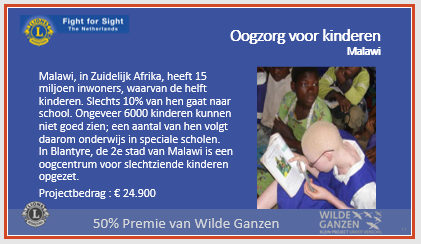 Fight for Sight
The Netherlands
Oogzorg voor kinderen
Malawi
Malawi, in Zuidelijk Afrika, heeft 15
miljoen inwoners, waarvan de helft
kinderen. Slechts 10% van hen gaat naar
school. Ongeveer 6000 kinderen kunnen
niet goed zien; een aantal van hen volgt
daarom onderwijs in speciale scholen.
In Blantyre, de 2e stad van Malawi is een
oogcentrum voor slechtziende kinderen
opgezet.
Projectbedrag : € 24.900
50% Premie van Wilde Ganzen
WILDE
GANZEN